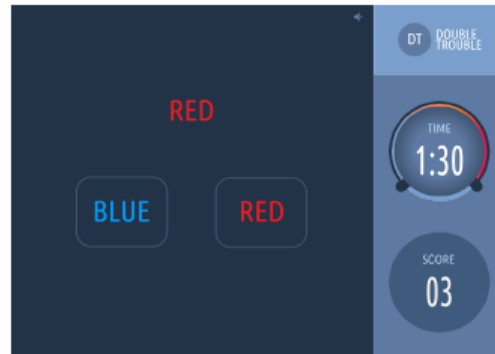 RED
BLUE
RED
DT
DOUBLE
TROUBLE
TIME
1:30
SCORE
03